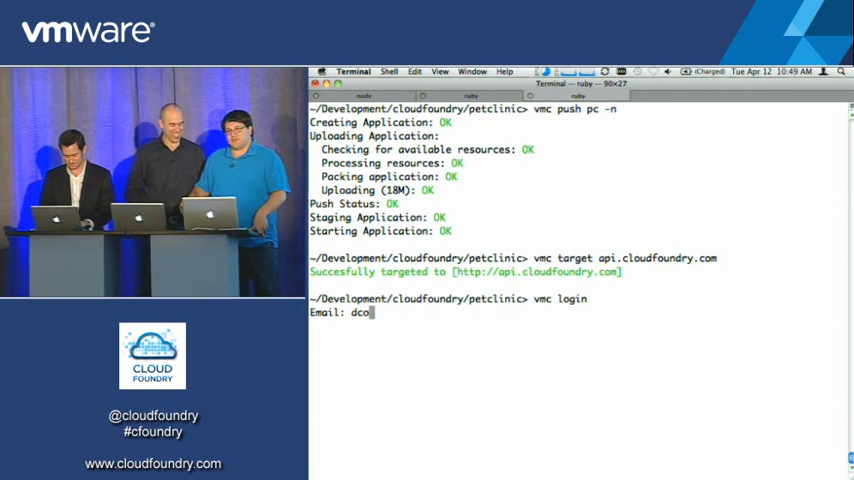 vmware®
Terminal Shell Edit View Window Help (Charged) Tue Apr 12 10:49 AM
Terminal — ruby — 90×27
node ruby ruby
~/Development/cloudfoundry/petclinic> vmc push pc -n
Creating Application: OK
Uploading Application:
Checking for available resources: OK
Processing resources: OK
Packing application: OK
Uploading (18M): OK
Push Status: OK
Staging Application: OK
Starting Application: OK
~/Development/cloudfoundry/petclinic> vmc target api.cloudfoundry.com
Succesfully targeted to [http://api.cloudfoundry.com]
~/Development/cloudfoundry/petclinic> vmc login
Email: dco
CLOUD
FOUNDRY
@cloudfoundry
#cfoundry
www.cloudfoundry.com